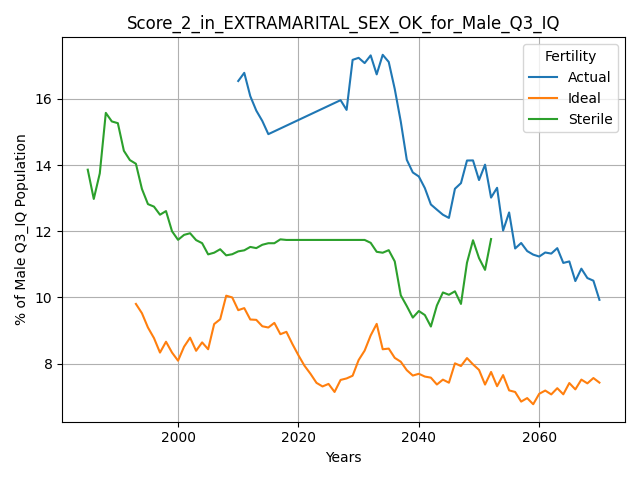 Score_2_in_EXTRAMARITAL_SEX_OK_for_Male_Q3_IQ
% of Male Q3_IQ Population
16
14
12
10
8
Fertility
Actual
Ideal
Sterile
2000
2020
2040
2060
Years